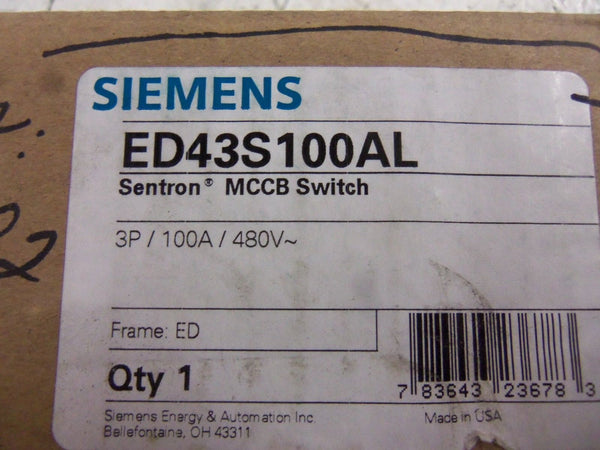 SIEMENS
ED43S100AL
Sentron® MCCB Switch
3P / 100A / 480V~
Frame: ED
Qty 1
7 83643 23678 3
Siemens Energy & Automation Inc.
Made in USA
Bellefontaine, OH 43311